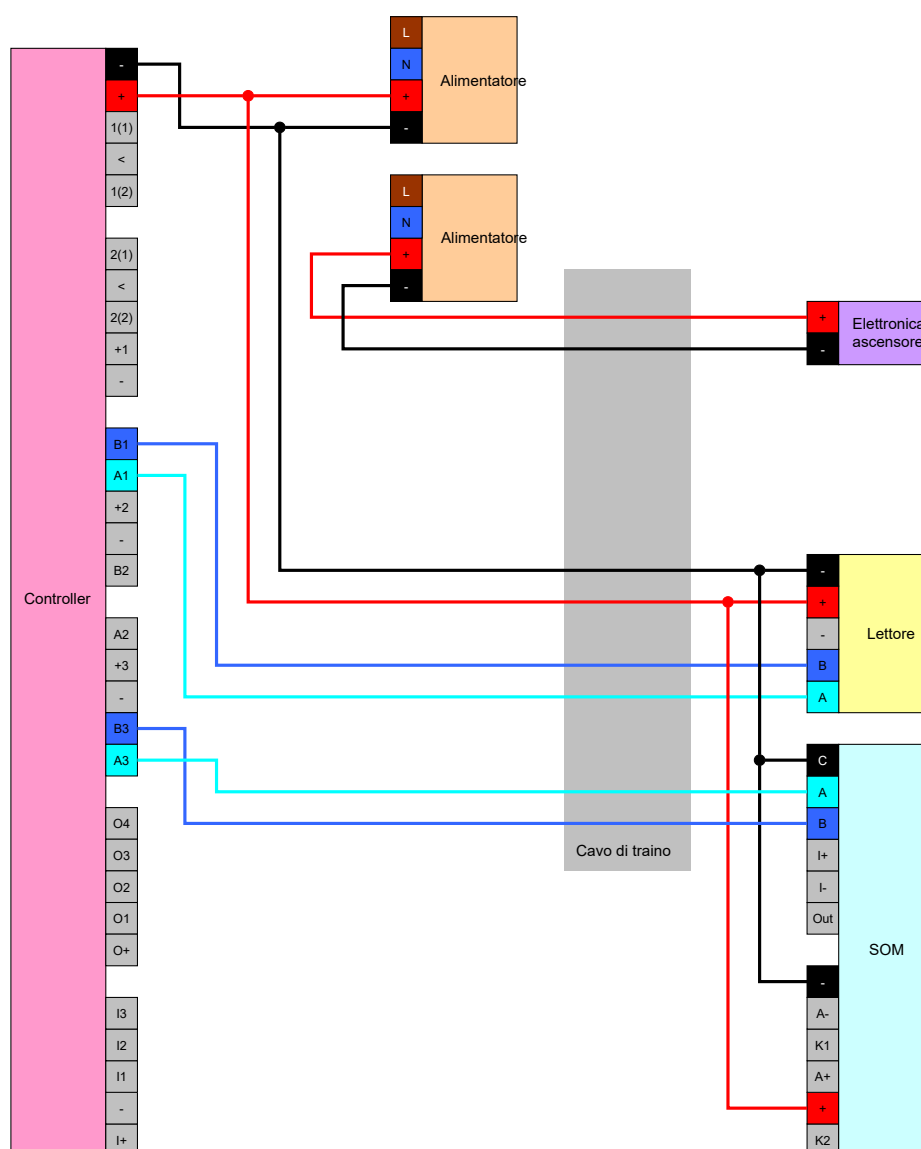 Controller
-
+
1(1)
<
1(2)
2(1)
<
2(2)
+1
-
B1
A1
+2
-
B2
A2
+3
-
B3
A3
O4
O3
O2
O1
O+
I3
I2
I1
-
I+
L
N
+
-
Alimentatore
L
N
+
-
Alimentatore
Cavo di traino
+
-
Elettronica
ascensore
-
+
-
B
A
Lettore
C
A
B
I+
I-
Out
-
A-
K1
A+
+
K2
SOM